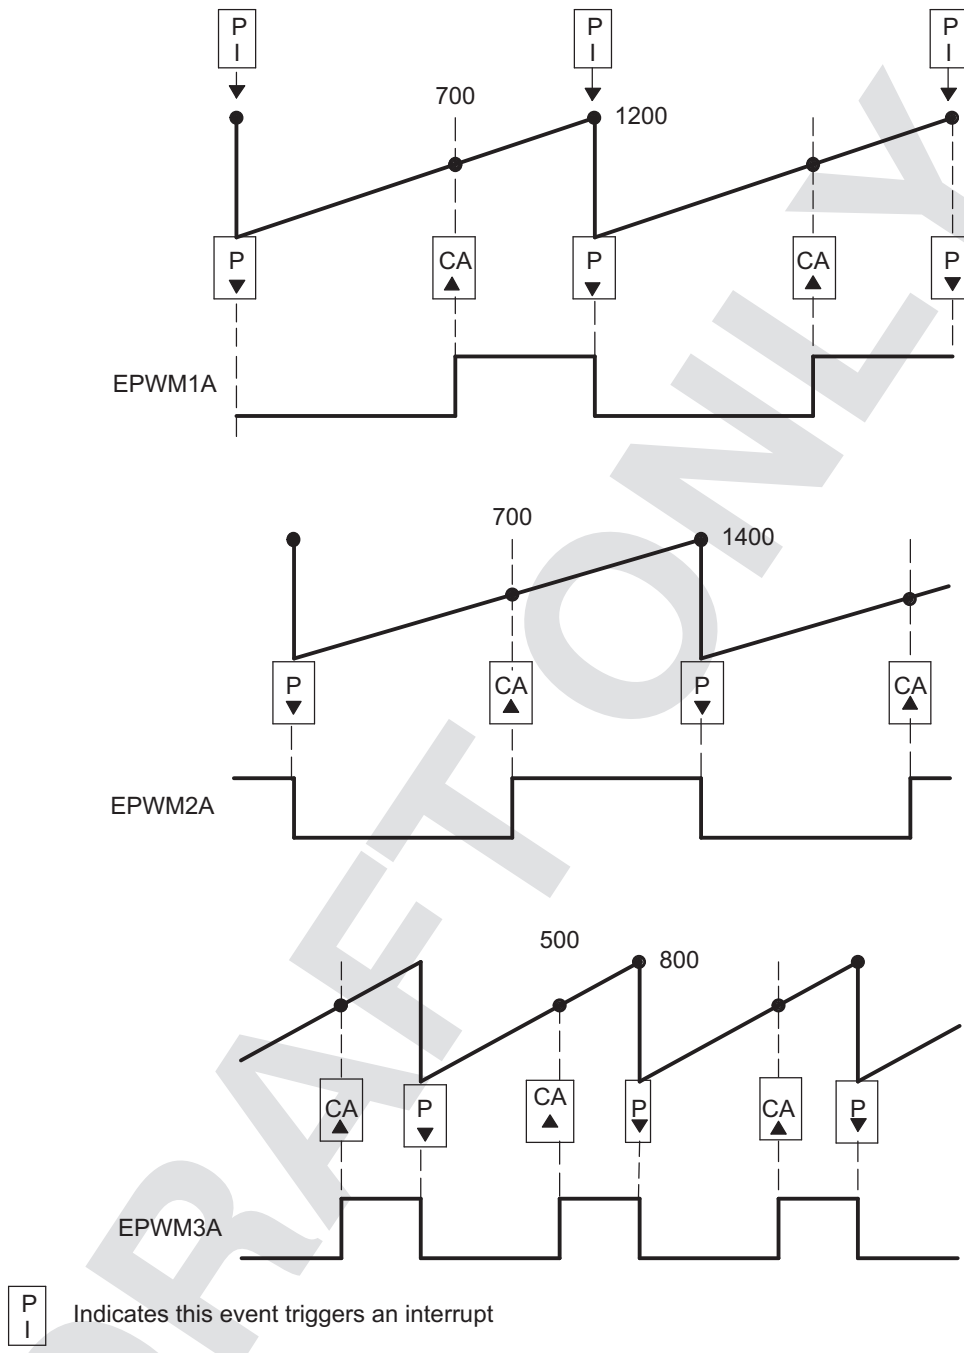 P P P
I I I
700
1200
P CA P CA P
EPWM1A
700
1400
P CA P CA
EPWM2A
500
800
CA P CA P CA P
EPWM3A
P
I
Indicates this event triggers an interrupt
DRAFT ONLY